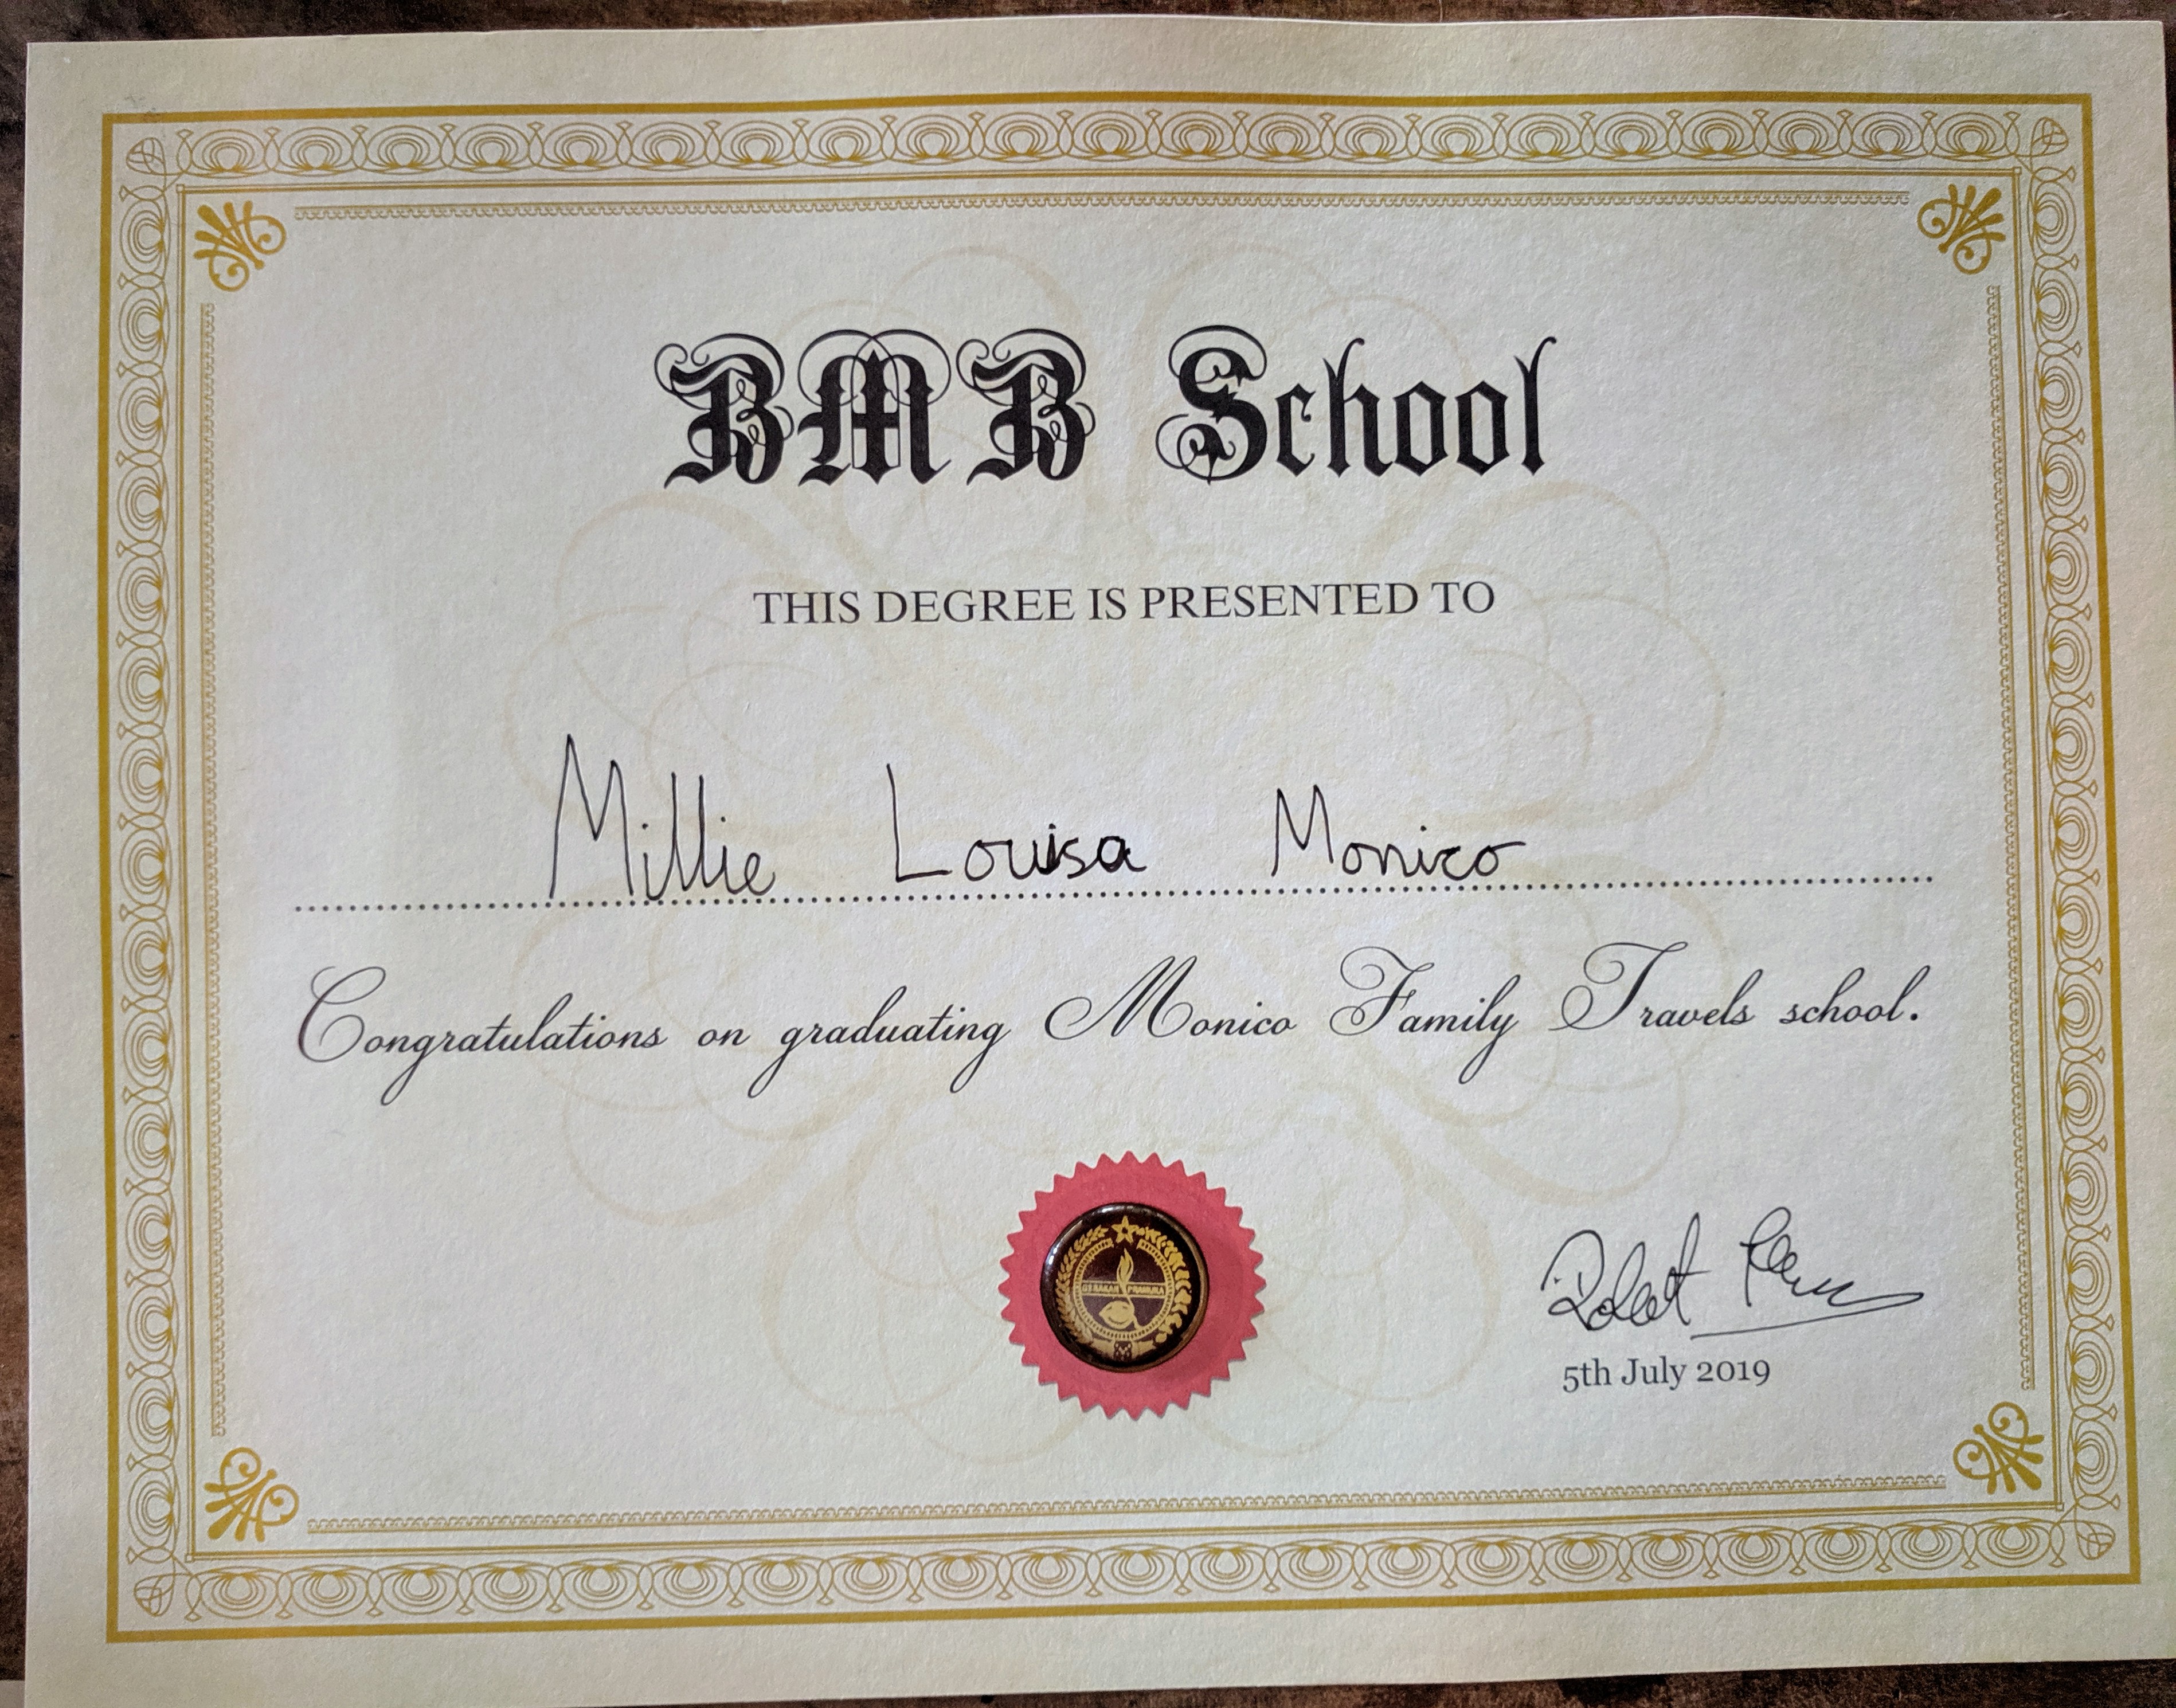 BMB School
THIS DEGREE IS PRESENTED TO
Millie Louisa Monico
Congratulations on graduating Monico Family Travels school.
Robert
5th July 2019